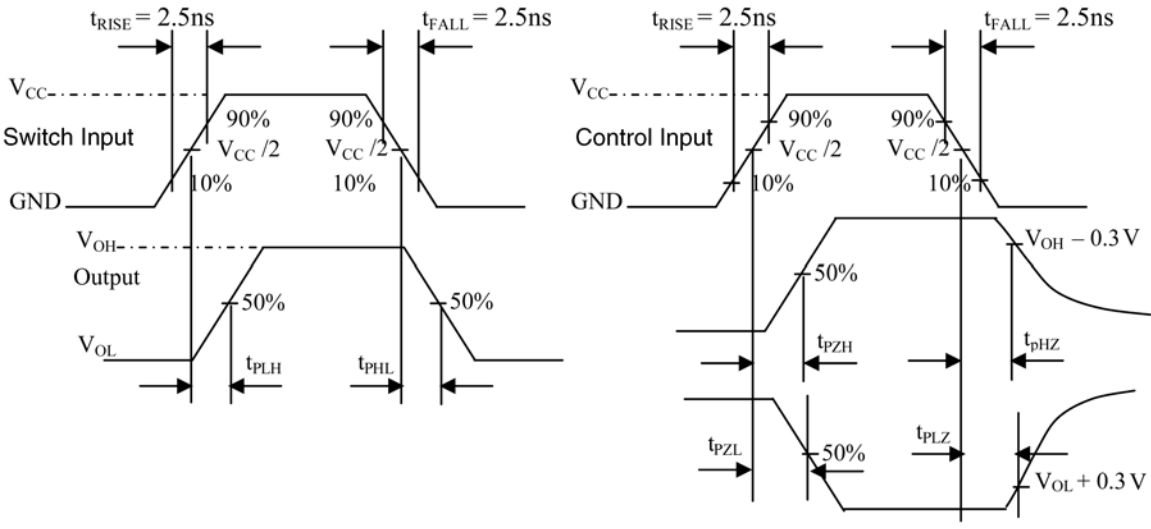 tRISE = 2.5ns
tFALL = 2.5ns
VCC
Switch Input
90%
90%
VCC /2
VCC /2
10%
10%
GND
VOH
Output
50%
50%
VOL
tPLH
tPHL
tRISE = 2.5ns
tFALL = 2.5ns
VCC
Control Input
90%
90%
VCC /2
VCC /2
10%
10%
GND
VOH – 0.3 V
50%
tPZH
tpHZ
tPZL
50%
tPLZ
VOL + 0.3 V